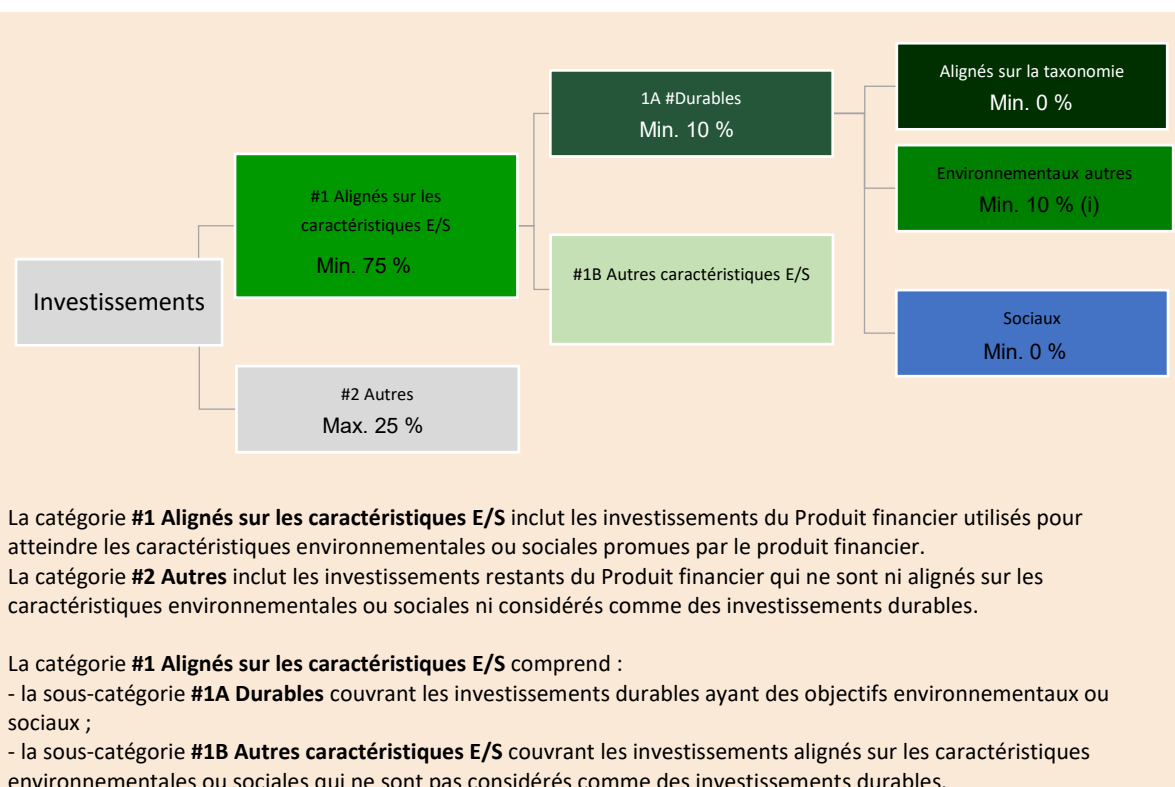 Investissements
#1 Alignés sur les
caractéristiques E/S
Min. 75 %
#2 Autres
Max. 25 %
1A #Durables
Min. 10 %
#1B Autres caractéristiques E/S
Alignés sur la taxonomie
Min. 0 %
Environnementaux autres
Min. 10 % (i)
Sociaux
Min. 0 %
La catégorie #1 Alignés sur les caractéristiques E/S inclut les investissements du Produit financier utilisés pour
atteindre les caractéristiques environnementales ou sociales promues par le produit financier.
La catégorie #2 Autres inclut les investissements restants du Produit financier qui ne sont ni alignés sur les
caractéristiques environnementales ou sociales ni considérés comme des investissements durables.
La catégorie #1 Alignés sur les caractéristiques E/S comprend :
- la sous-catégorie #1A Durables couvrant les investissements durables ayant des objectifs environnementaux ou
sociaux ;
- la sous-catégorie #1B Autres caractéristiques E/S couvrant les investissements alignés sur les caractéristiques
environnementales ou sociales qui ne sont pas considérés comme des investissements durables.